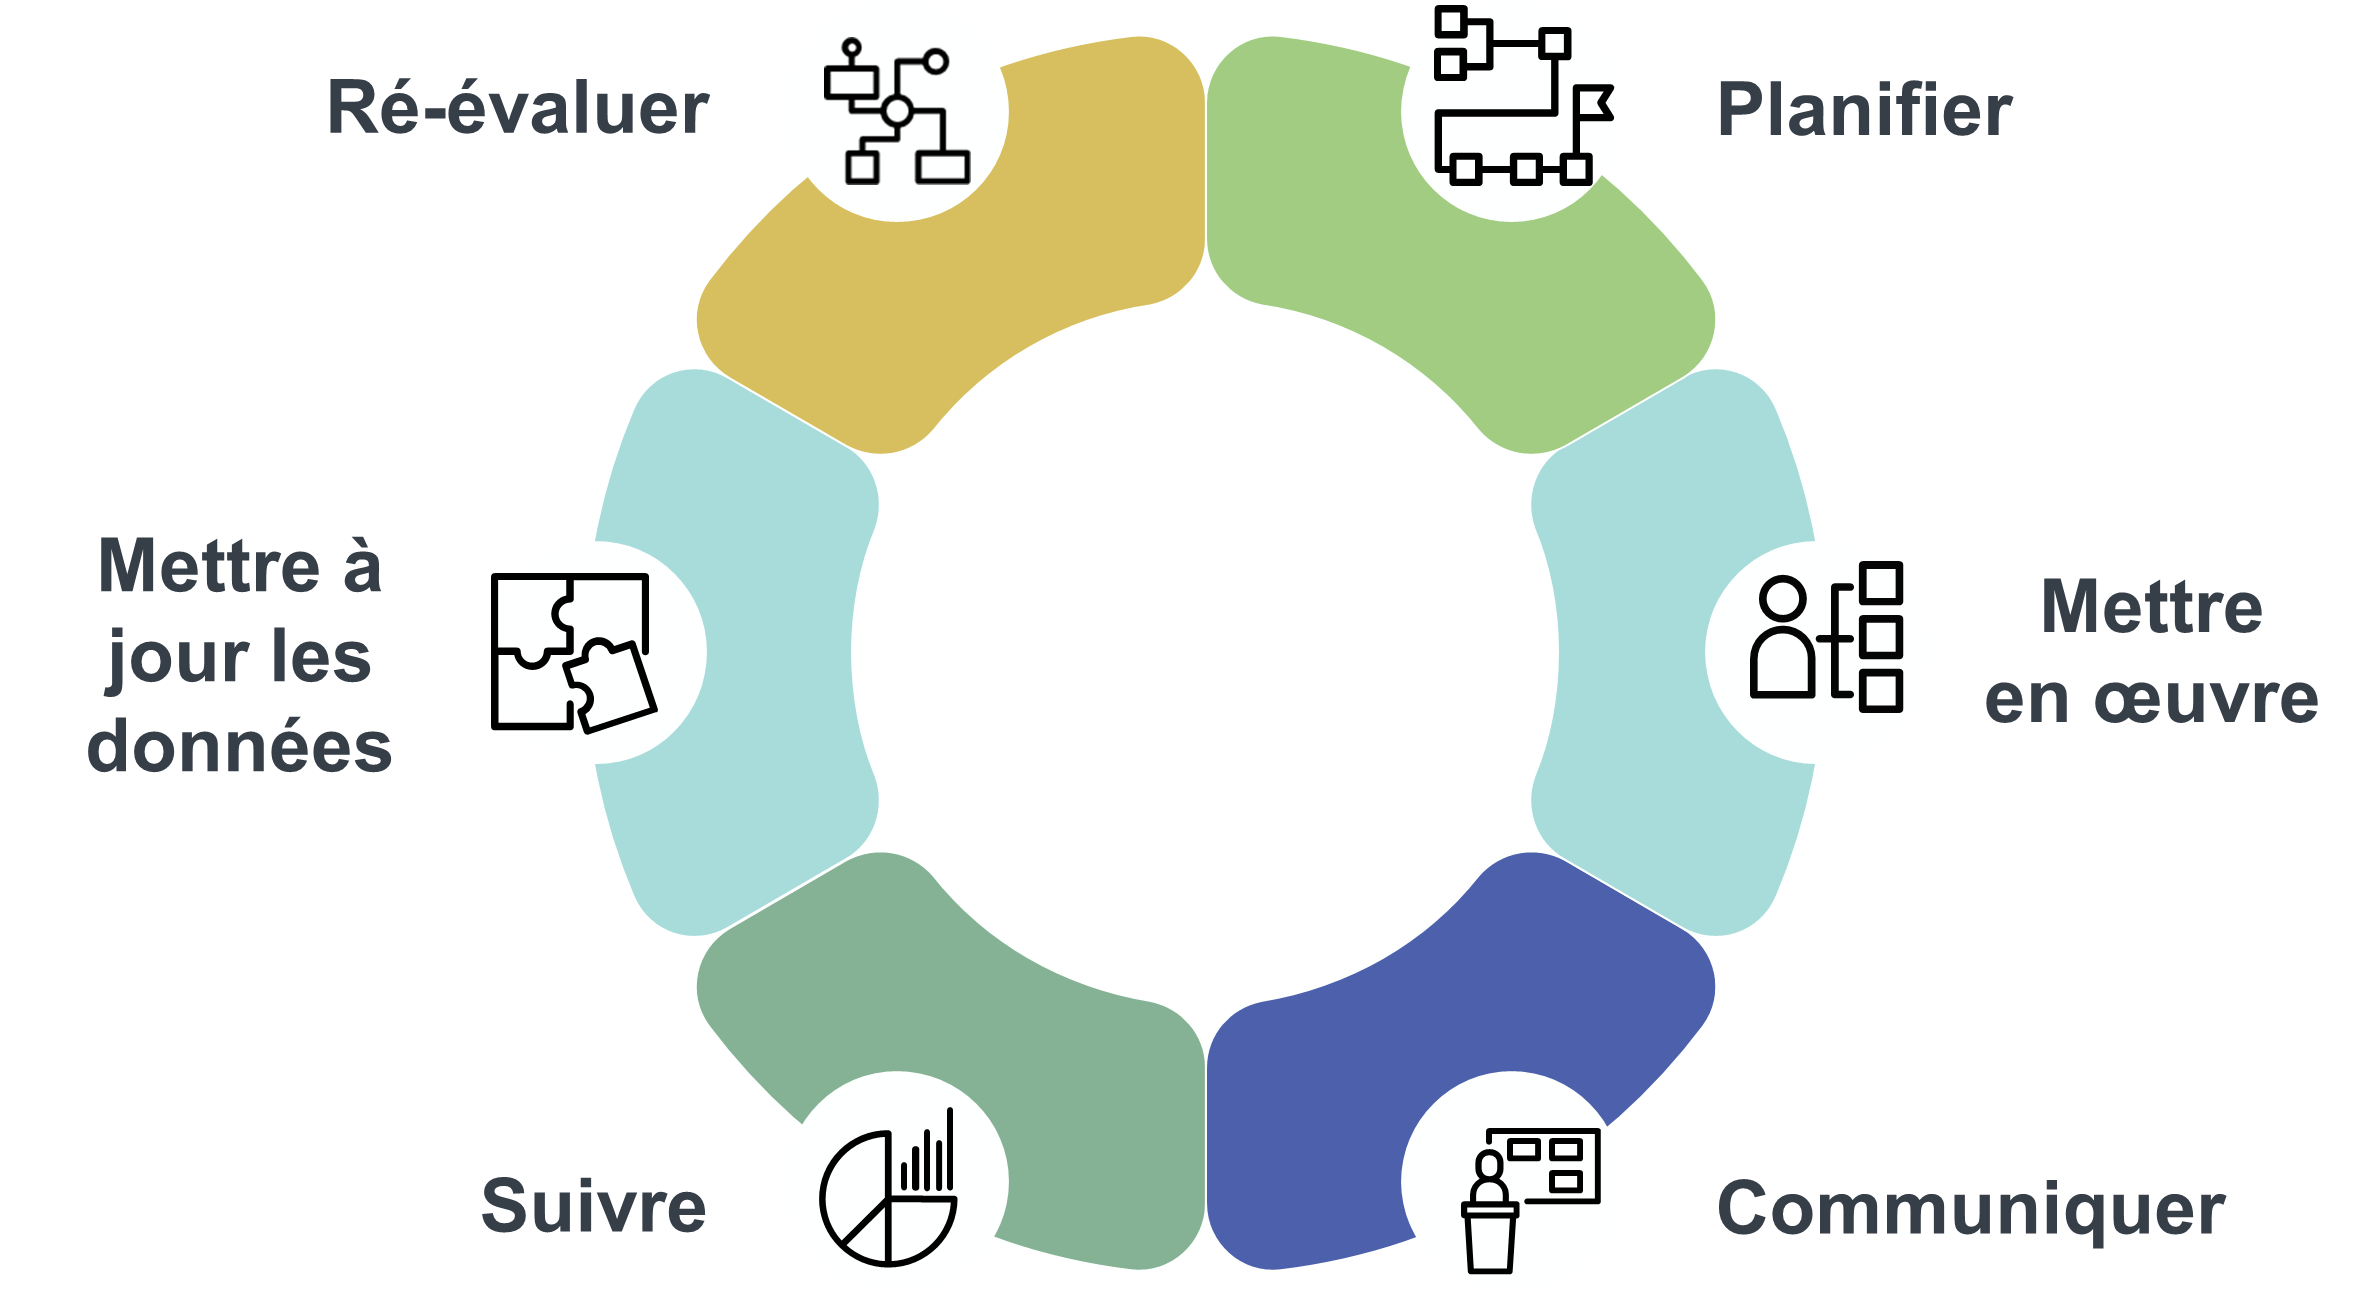 Ré-évaluer
Planifier
Mettre à
jour les
données
Mettre
en œuvre
Suivre
Communiquer